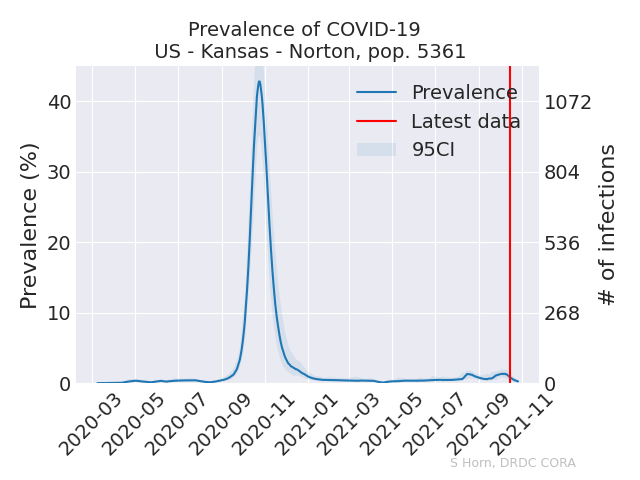 Prevalence of COVID-19
US - Kansas - Norton, pop. 5361
Prevalence
Latest data
95CI
Prevalence (%)
40
30
20
10
0
1072
804
536
268
0
# of infections
2020-03
2020-05
2020-07
2020-09
2020-11
2021-01
2021-03
2021-05
2021-07
2021-09
2021-11
S Horn, DRDC CORA